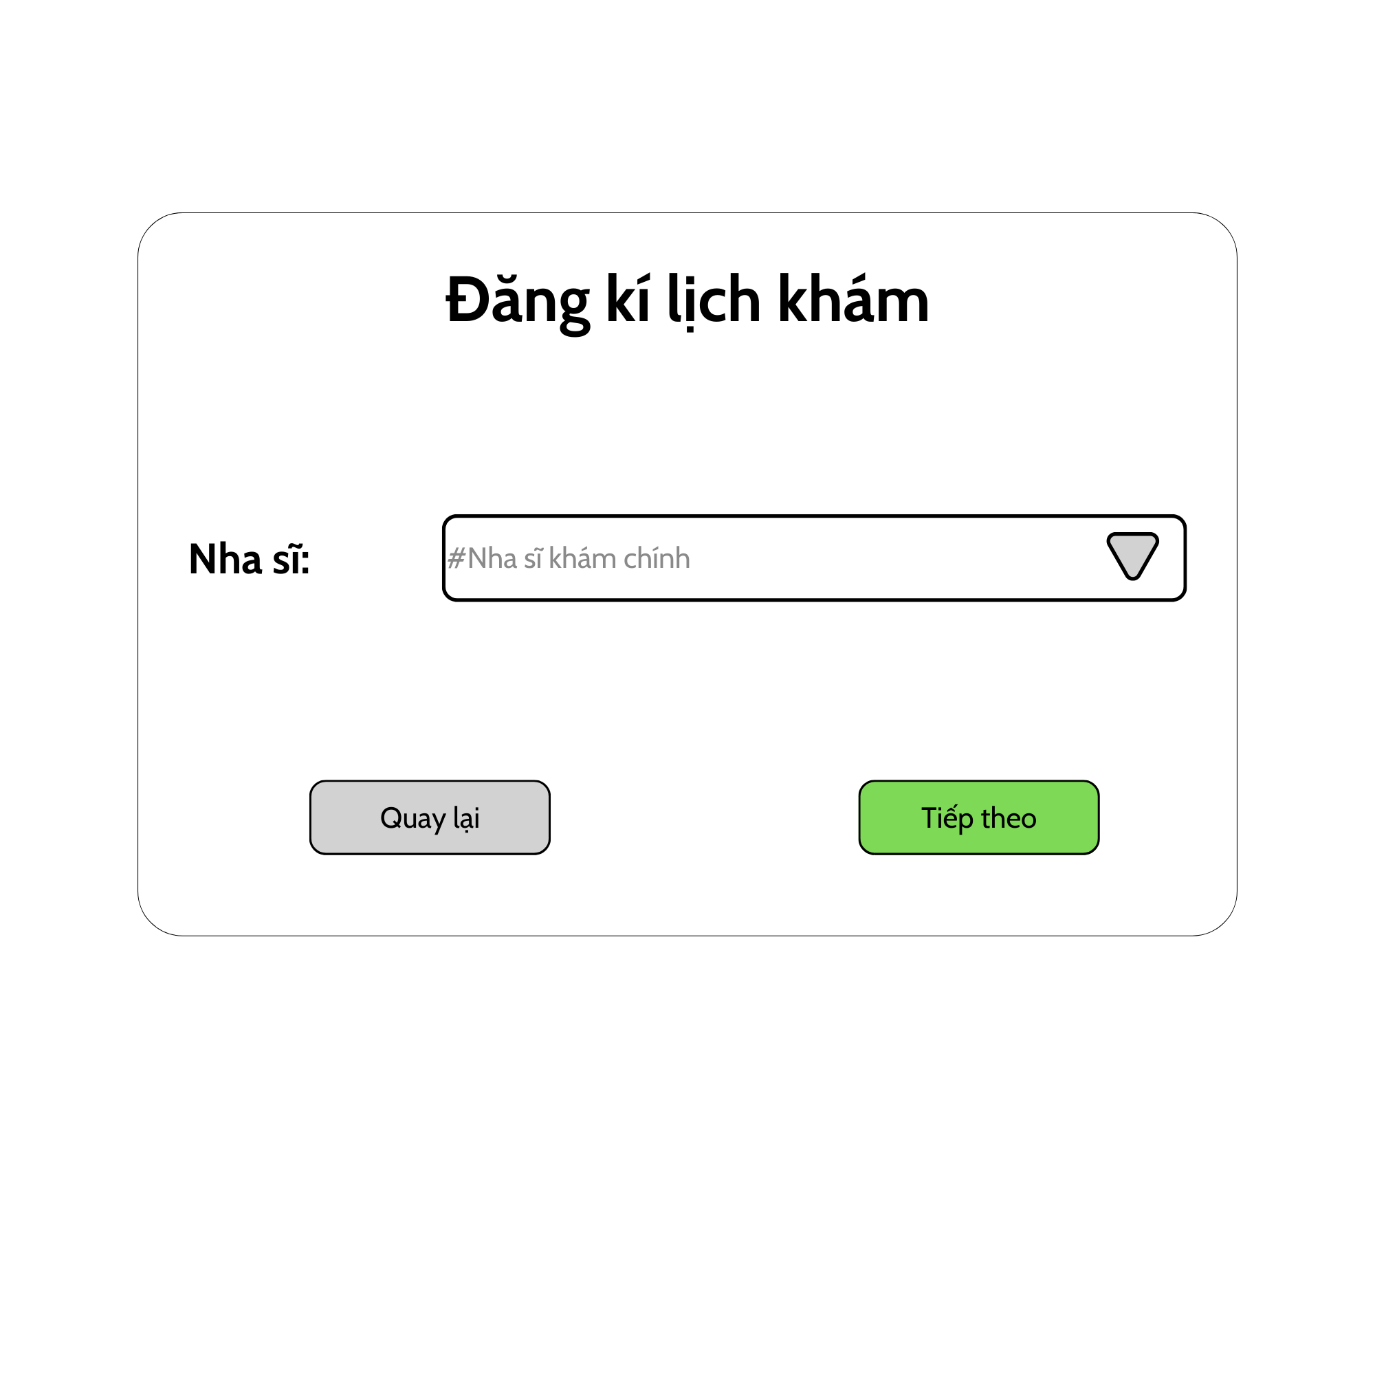 Đăng kí lịch khám
Nha sĩ:
#Nha sĩ khám chính
Quay lại
Tiếp theo